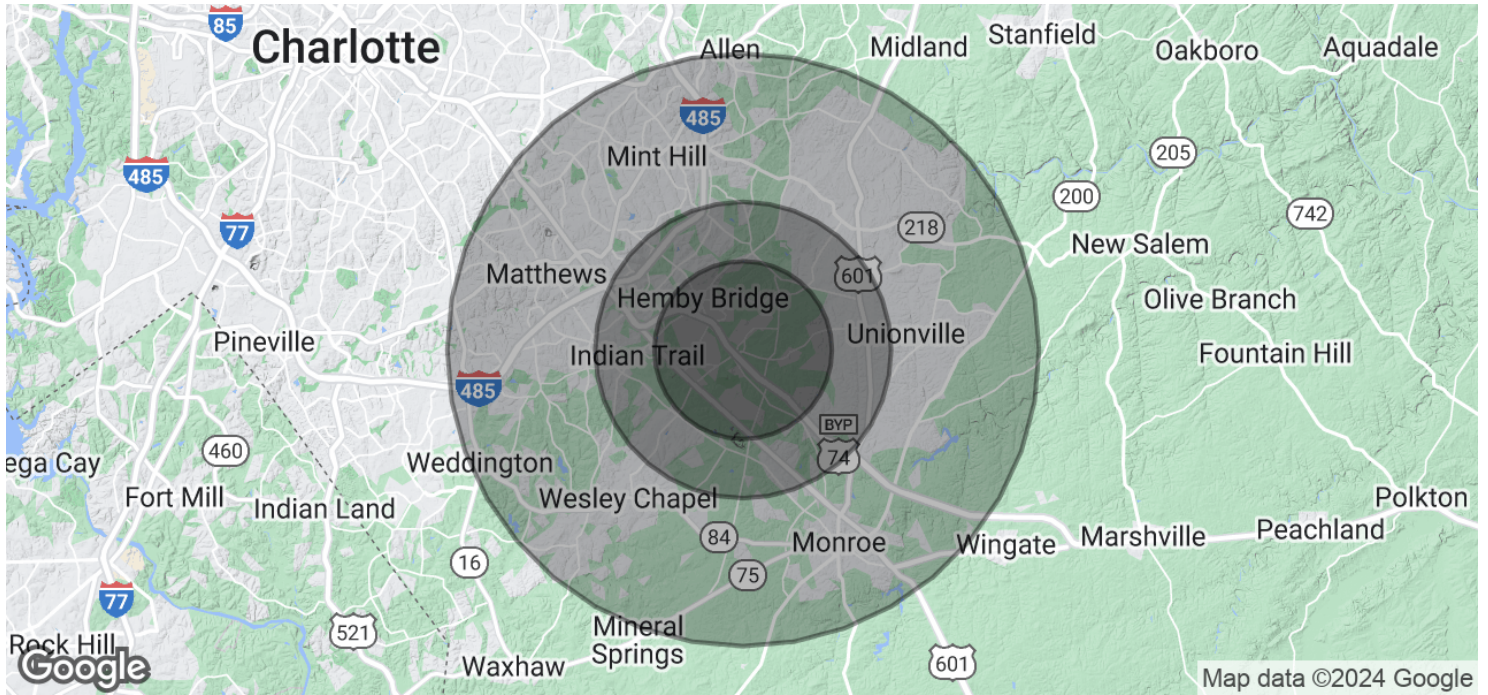 85
Charlotte
Allen
Midland
Stanfield
Oakboro
Aquadale
485
Mint Hill
205
485
200
742
77
218
New Salem
Matthews
601
Hemby Bridge
Olive Branch
Pineville
Unionville
Indian Trail
Fountain Hill
485
BYP
74
460
ega Cay
Weddington
Fort Mill
Indian Land
Wesley Chapel
Polkton
84
Monroe
Wingate
Marshville
Peachland
16
75
77
521
Mineral
Springs
Rock Hill
Waxhaw
601
Google
Map data ©2024 Google